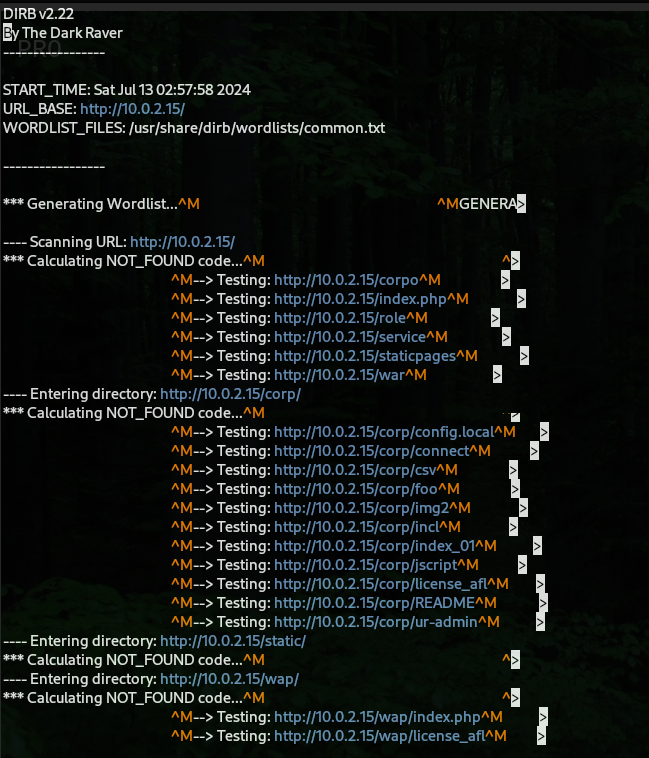 DIRB v2.22
By The Dark Raver
-----------------
START_TIME: Sat Jul 13 02:57:58 2024
URL_BASE: http://10.0.2.15/
WORDLIST_FILES: /usr/share/dirb/wordlists/common.txt
-----------------
*** Generating Wordlist...^M ^MGENERA>
---- Scanning URL: http://10.0.2.15/
*** Calculating NOT_FOUND code...^M ^>
^M--> Testing: http://10.0.2.15/corpo^M >
^M--> Testing: http://10.0.2.15/index.php^M >
^M--> Testing: http://10.0.2.15/role^M >
^M--> Testing: http://10.0.2.15/service^M >
^M--> Testing: http://10.0.2.15/staticpages^M >
^M--> Testing: http://10.0.2.15/war^M >
---- Entering directory: http://10.0.2.15/corp/
*** Calculating NOT_FOUND code...^M >
^M--> Testing: http://10.0.2.15/corp/config.local^M >
^M--> Testing: http://10.0.2.15/corp/connect^M >
^M--> Testing: http://10.0.2.15/corp/csv^M >
^M--> Testing: http://10.0.2.15/corp/foo^M >
^M--> Testing: http://10.0.2.15/corp/img2^M >
^M--> Testing: http://10.0.2.15/corp/incl^M >
^M--> Testing: http://10.0.2.15/corp/index_01^M >
^M--> Testing: http://10.0.2.15/corp/jscript^M >
^M--> Testing: http://10.0.2.15/corp/license_afl^M >
^M--> Testing: http://10.0.2.15/corp/README^M >
^M--> Testing: http://10.0.2.15/corp/ur-admin^M >
---- Entering directory: http://10.0.2.15/static/
*** Calculating NOT_FOUND code...^M ^>
---- Entering directory: http://10.0.2.15/wap/
*** Calculating NOT_FOUND code...^M ^>
^M--> Testing: http://10.0.2.15/wap/index.php^M >
^M--> Testing: http://10.0.2.15/wap/license_afl^M >